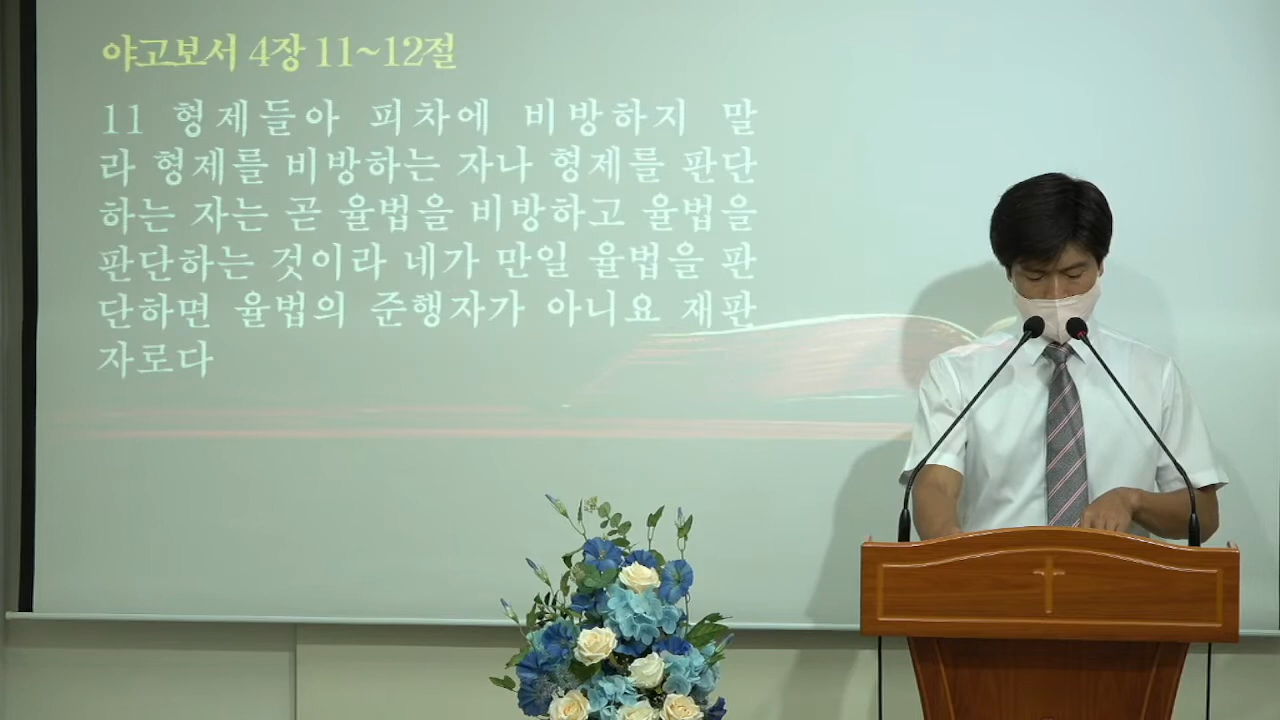 야고보서 4장 11~12절
11 형제들아 피차에 비방하지 말
라 형제를 비방하는 자나 형제를 판단
하는 자는 곧 율법을 비방하고 율법을
판단하는 것이라 네가 만일 율법을 판
단하면 율법의 준행자가 아니요 재판
자로다